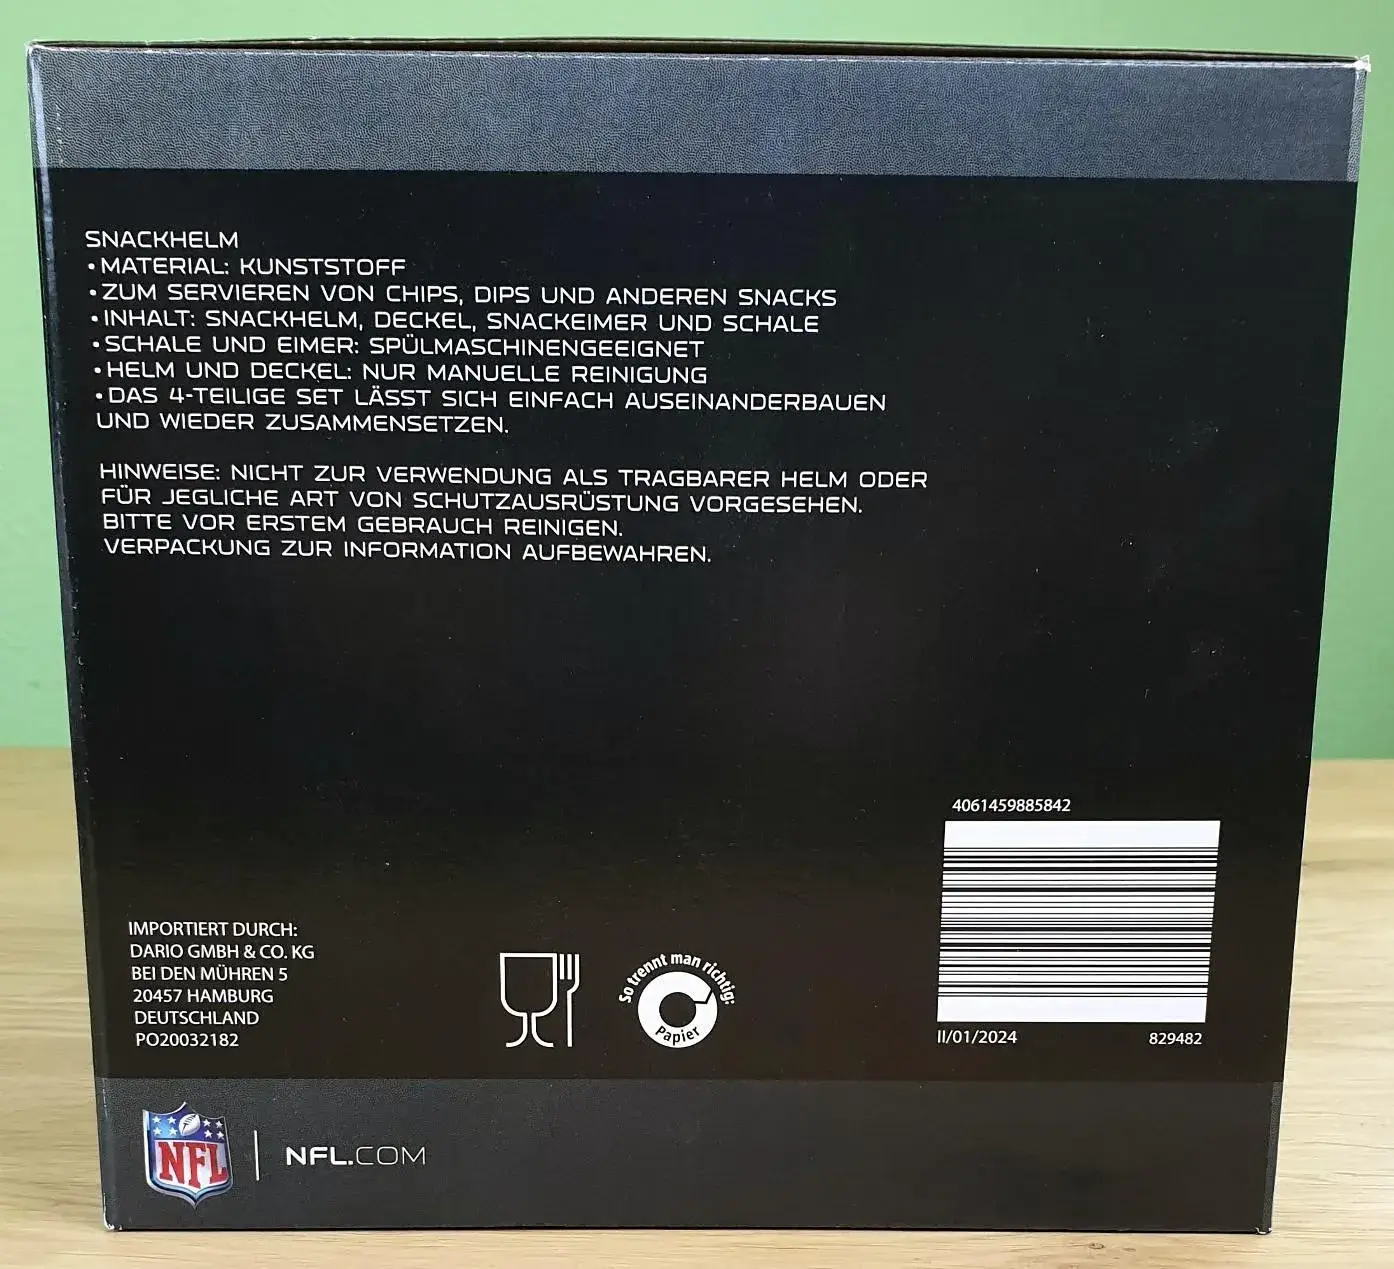 SNACKHELM
• MATERIAL: KUNSTSTOFF
• ZUM SERVIEREN VON CHIPS, DIPS UND ANDEREN SNACKS
• INHALT: SNACKHELM, DECKEL, SNACKEIMER UND SCHALE
• SCHALE UND EIMER: SPÜLMASCHINENGEEIGNET
• HELM UND DECKEL: NUR MANUELLE REINIGUNG
• DAS 4-TEILIGE SET LÄSST SICH EINFACH AUSEINANDERBAUEN
UND WIEDER ZUSAMMENSETZEN.
HINWEISE: NICHT ZUR VERWENDUNG ALS TRAGBARER HELM ODER
FÜR JEGLICHE ART VON SCHUTZAUSRÜSTUNG VORGESEHEN.
BITTE VOR ERSTEM GEBRAUCH REINIGEN.
VERPACKUNG ZUR INFORMATION AUFBEWAHREN.
IMPORTIERT DURCH:
DARIO GMBH & CO. KG
BEI DEN MÜHREN 5
20457 HAMBURG
DEUTSCHLAND
PO20032182
So trennt man richtig:
Papier
4061459885842
II/01/2024
829482
NFL
NFL.COM